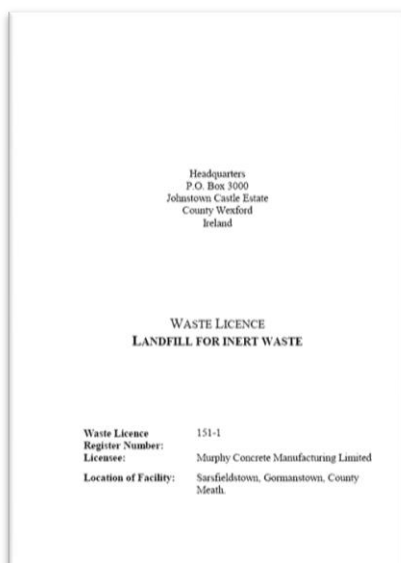 Headquarters
P.O. Box 3000
Johnstown Castle Estate
County Wexford
Ireland
WASTE LICENCE
LANDFILL FOR INERT WASTE
Waste Licence 151-1
Register Number:
Licensee: Murphy Concrete Manufacturing Limited
Location of Facility: Sarsfieldstown, Gormanstown, County
Meath.